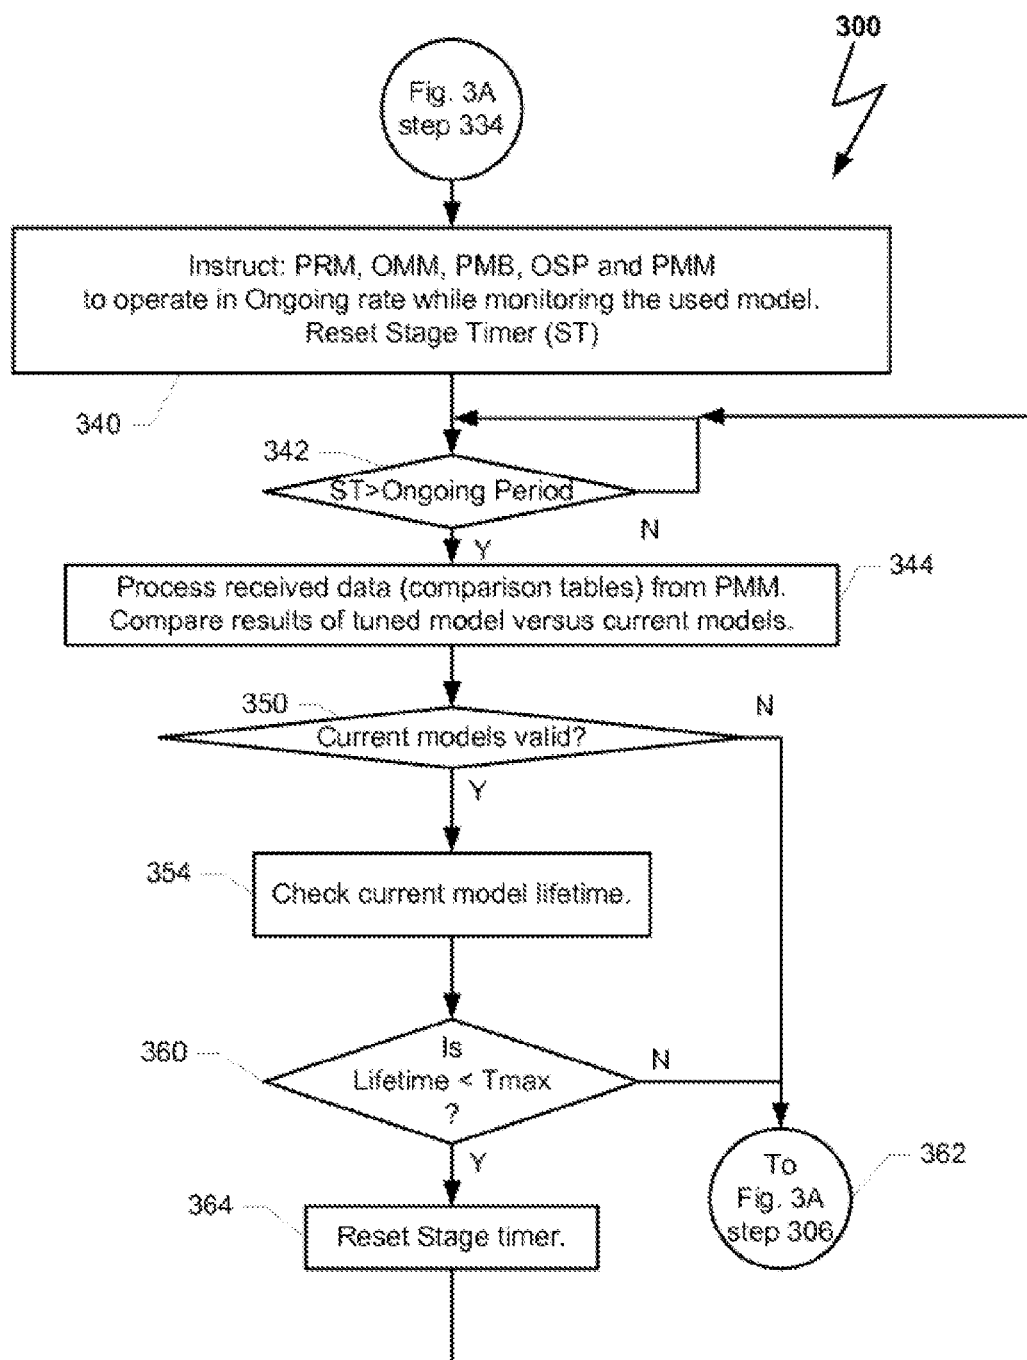 300
Fig. 3A
step 334
Instruct: PRM, OMM, PMB, OSP and PMM
to operate in Ongoing rate while monitoring the used model.
Reset Stage Timer (ST)
340
342
ST>Ongoing Period
N
Y
344
Process received data (comparison tables) from PMM.
Compare results of tuned model versus current models.
350
N
Current models valid?
Y
354
Check current model lifetime.
360
Is
Lifetime < Tmax
?
N
Y
362
To
Fig. 3A
step 306
364
Reset Stage timer.